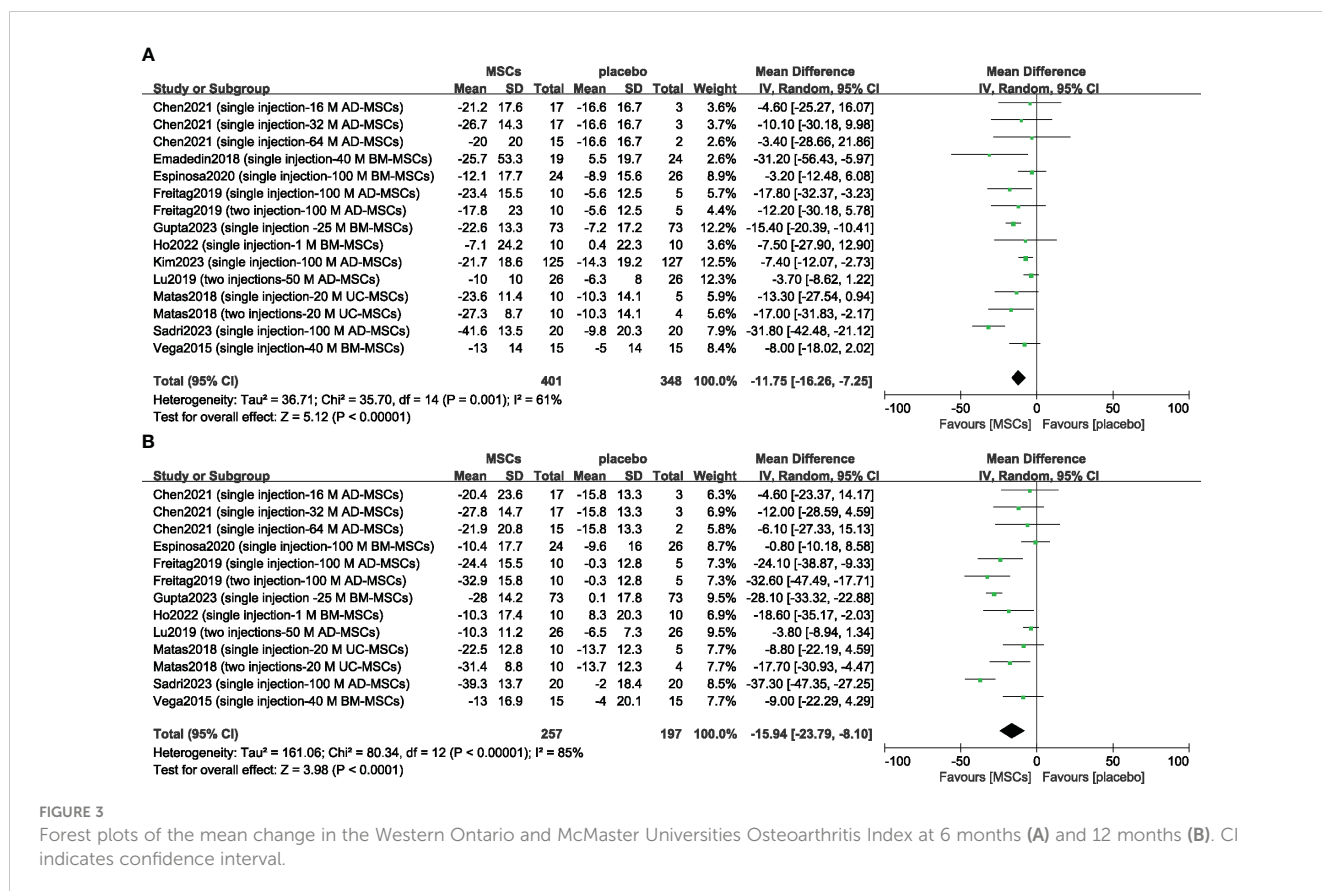 A
MSCs placebo Mean Difference Mean Difference
Study or Subgroup Mean SD Total Mean SD Total Weight IV, Random, 95% CI IV, Random, 95% CI
Chen2021 (single injection-16 M AD-MSCs) -21.2 17.6 17 -16.6 16.7 3 3.6% -4.60 [-25.27, 16.07]
Chen2021 (single injection-32 M AD-MSCs) -26.7 14.3 17 -16.6 16.7 3 3.7% -10.10 [-30.18, 9.98]
Chen2021 (single injection-64 M AD-MSCs) -20 20 15 -16.6 16.7 2 2.6% -3.40 [-28.66, 21.86]
Emadedin2018 (single injection-40 M BM-MSCs) -25.7 53.3 19 5.5 19.7 24 2.6% -31.20 [-56.43, -5.97]
Espinosa2020 (single injection-100 M BM-MSCs) -12.1 17.7 24 -8.9 15.6 26 8.9% -3.20 [-12.48, 6.08]
Freitag2019 (single injection-100 M AD-MSCs) -23.4 15.5 10 -5.6 12.5 5 5.7% -17.80 [-32.37, -3.23]
Freitag2019 (two injection-100 M AD-MSCs) -17.8 23 10 -5.6 12.5 5 4.4% -12.20 [-30.18, 5.78]
Gupta2023 (single injection -25 M BM-MSCs) -22.6 13.3 73 -7.2 17.2 73 12.2% -15.40 [-20.39, -10.41]
Ho2022 (single injection-1 M BM-MSCs) -7.1 24.2 10 0.4 22.3 10 3.6% -7.50 [-27.90, 12.90]
Kim2023 (single injection-100 M AD-MSCs) -21.7 18.6 125 -14.3 19.2 127 12.5% -7.40 [-12.07, -2.73]
Lu2019 (two injections-50 M AD-MSCs) -10 10 26 -6.3 8 26 12.3% -3.70 [-8.62, 1.22]
Matas2018 (single injection-20 M UC-MSCs) -23.6 11.4 10 -10.3 14.1 5 5.9% -13.30 [-27.54, 0.94]
Matas2018 (two injections-20 M UC-MSCs) -27.3 8.7 10 -10.3 14.1 4 5.6% -17.00 [-31.83, -2.17]
Sadri2023 (single injection-100 M AD-MSCs) -41.6 13.5 20 -9.8 20.3 20 7.9% -31.80 [-42.48, -21.12]
Vega2015 (single injection-40 M BM-MSCs) -13 14 15 -5 14 15 8.4% -8.00 [-18.02, 2.02]
Total (95% CI) 401 348 100.0% -11.75 [-16.26, -7.25]
Heterogeneity: Tau² = 36.71; Chi² = 35.70, df = 14 (P = 0.001); I² = 61%
Test for overall effect: Z = 5.12 (P < 0.00001)
-100 -50 0 50 100
Favours [MSCs] Favours [placebo]
B
MSCs placebo Mean Difference Mean Difference
Study or Subgroup Mean SD Total Mean SD Total Weight IV, Random, 95% CI IV, Random, 95% CI
Chen2021 (single injection-16 M AD-MSCs) -20.4 23.6 17 -15.8 13.3 3 6.3% -4.60 [-23.37, 14.17]
Chen2021 (single injection-32 M AD-MSCs) -27.8 14.7 17 -15.8 13.3 3 6.9% -12.00 [-28.59, 4.59]
Chen2021 (single injection-64 M AD-MSCs) -21.9 20.8 15 -15.8 13.3 2 5.7% -6.10 [-27.33, 15.13]
Espinosa2020 (single injection-100 M BM-MSCs) -10.4 17.7 24 -9.6 16 26 8.7% -0.80 [-10.18, 8.58]
Freitag2019 (single injection-100 M AD-MSCs) -24.4 15.5 10 -0.3 12.8 5 7.3% -24.10 [-38.87, -9.33]
Freitag2019 (two injection-100 M AD-MSCs) -32.9 15.8 10 -0.3 12.8 5 7.3% -32.60 [-47.49, -17.71]
Gupta2023 (single injection -25 M BM-MSCs) -28 14.2 73 0.1 17.8 73 9.5% -28.10 [-33.32, -22.88]
Ho2022 (single injection-1 M BM-MSCs) -10.3 17.4 10 8.3 20.3 10 6.9% -18.60 [-35.17, -2.03]
Lu2019 (two injections-50 M AD-MSCs) -10.3 11.2 26 -6.5 7.3 26 9.5% -3.80 [-8.94, 1.34]
Matas2018 (single injection-20 M UC-MSCs) -22.5 12.8 10 -13.7 12.3 5 7.7% -8.80 [-22.19, 4.59]
Matas2018 (two injections-20 M UC-MSCs) -31.4 8.8 10 -13.7 12.3 4 7.7% -17.70 [-30.93, -4.47]
Sadri2023 (single injection-100 M AD-MSCs) -39.3 13.7 20 -2 18.4 20 8.5% -37.30 [-47.35, -27.25]
Vega2015 (single injection-40 M BM-MSCs) -13 16.9 15 -4 20.1 15 7.7% -9.00 [-22.29, 4.29]
Total (95% CI) 257 197 100.0% -15.94 [-23.79, -8.10]
Heterogeneity: Tau² = 161.06; Chi² = 80.34, df = 12 (P < 0.00001); I² = 85%
Test for overall effect: Z = 3.98 (P < 0.0001)
-100 -50 0 50 100
Favours [MSCs] Favours [placebo]
FIGURE 3
Forest plots of the mean change in the Western Ontario and McMaster Universities Osteoarthritis Index at 6 months (A) and 12 months (B). CI
indicates confidence interval.